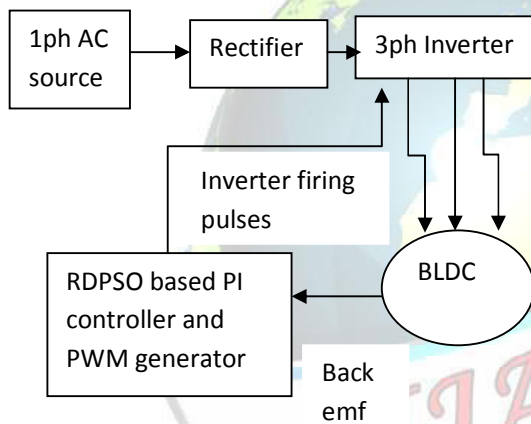 1ph AC
source
Rectifier
3ph Inverter
Inverter firing
pulses
RDPSO based PI
controller and
PWM generator
BLDC
Back
emf